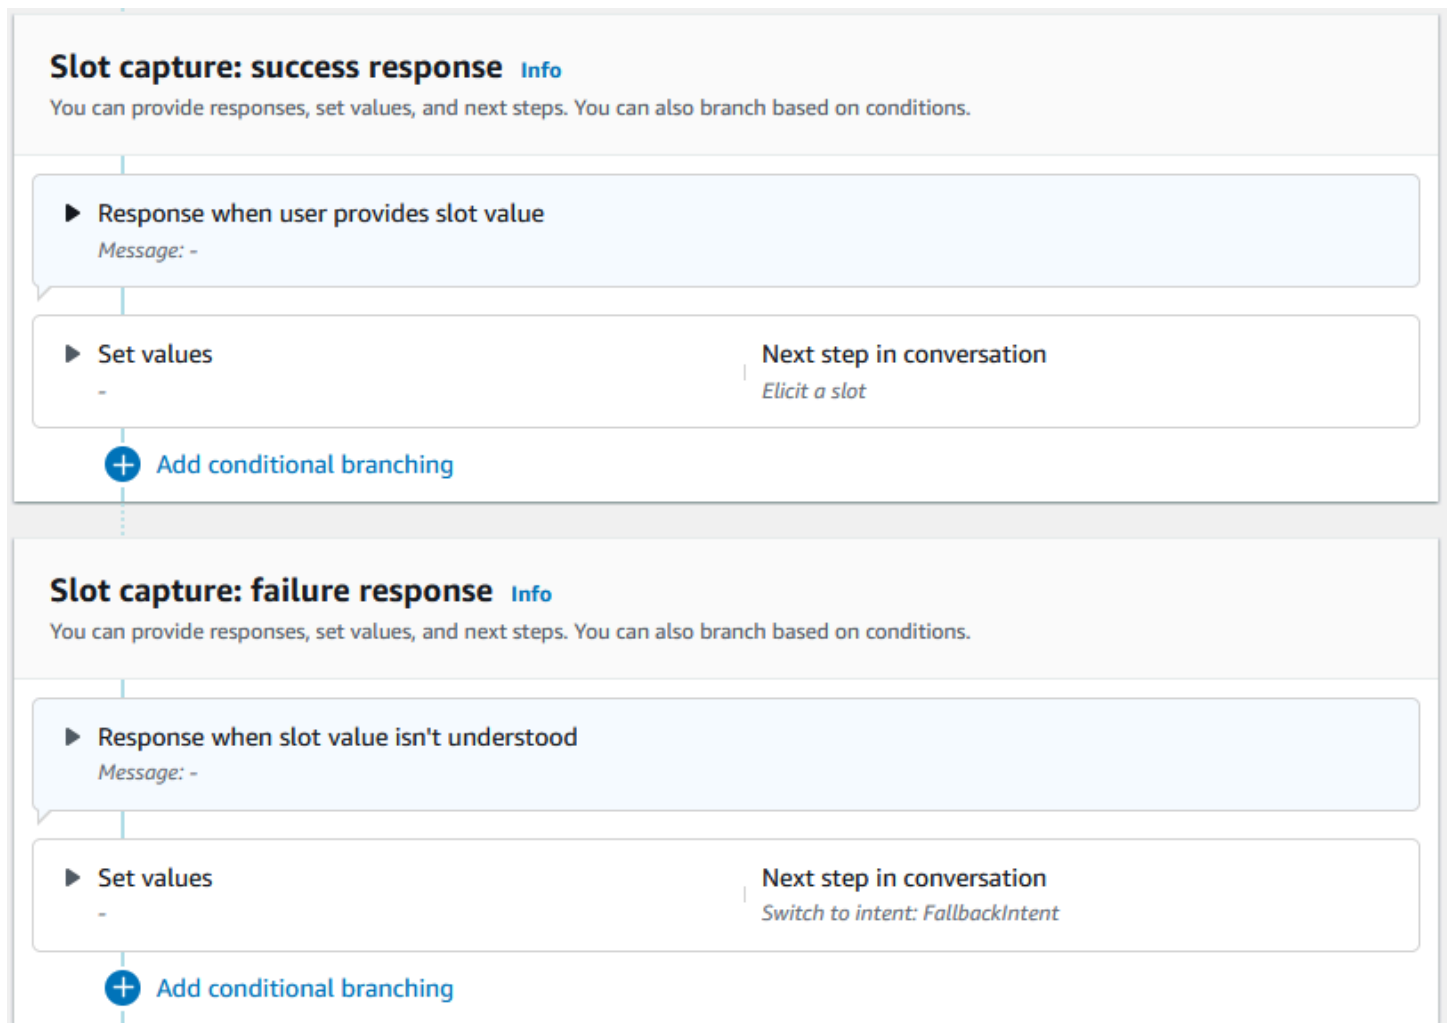 Slot capture: success response Info
You can provide responses, set values, and next steps. You can also branch based on conditions.
Response when user provides slot value
Message: -
Set values
-
Next step in conversation
Elicit a slot
Add conditional branching
Slot capture: failure response Info
You can provide responses, set values, and next steps. You can also branch based on conditions.
Response when slot value isn't understood
Message: -
Set values
-
Next step in conversation
Switch to intent: FallbackIntent
Add conditional branching